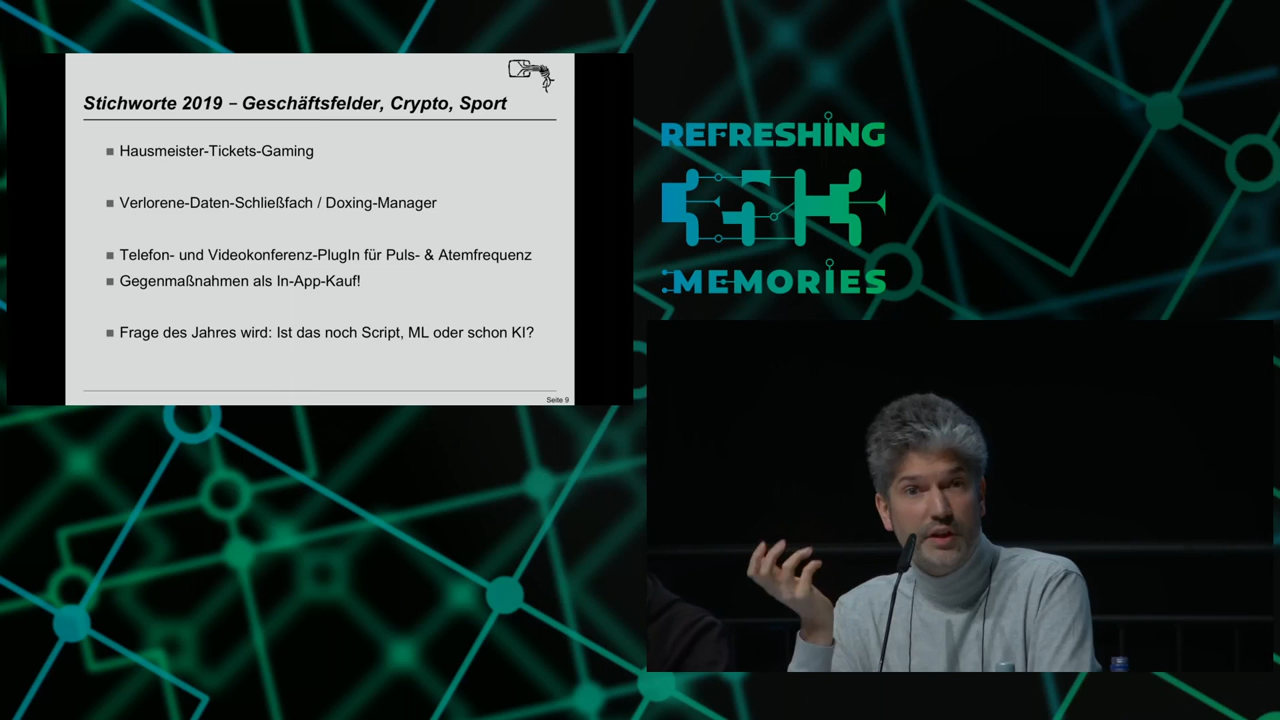 Stichworte 2019 – Geschäftsfelder, Crypto, Sport
Hausmeister-Tickets-Gaming
Verlorene-Daten-Schließfach / Doxing-Manager
Telefon- und Videokonferenz-PlugIn für Puls- & Atemfrequenz
Gegenmaßnahmen als In-App-Kauf!
Frage des Jahres wird: Ist das noch Script, ML oder schon KI?
Seite 9
REFRESHING
MEMORIES